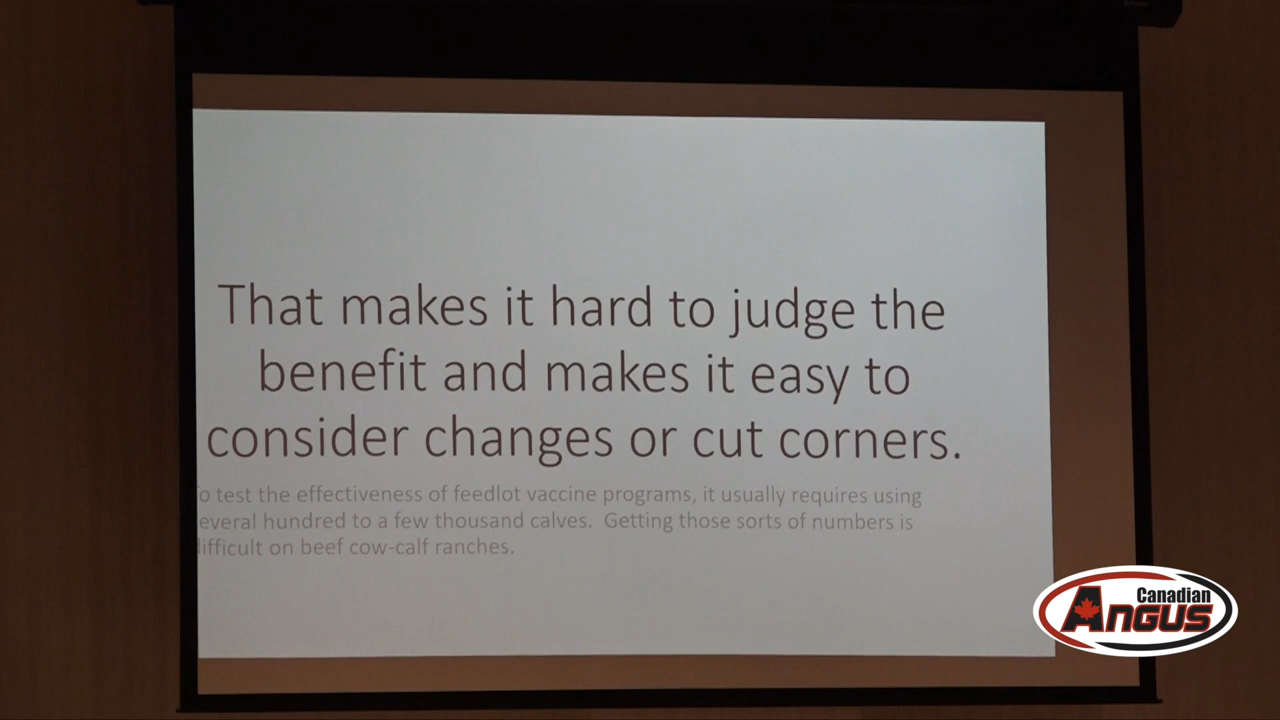 That makes it hard to judge the
benefit and makes it easy to
consider changes or cut corners.
o test the effectiveness of feedlot vaccine programs, it usually requires using
everal hundred to a few thousand calves. Getting those sorts of numbers is
ifficult on beef cow-calf ranches.
Canadian
ANGUS